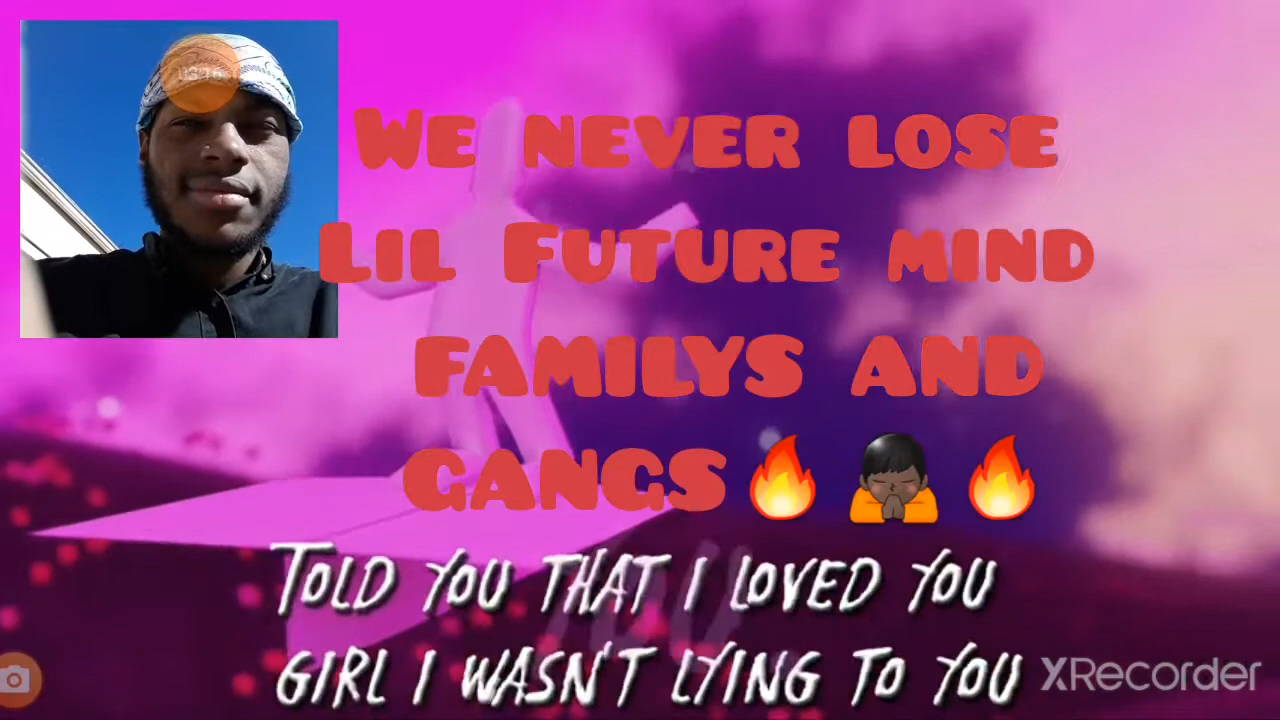 We never lose
Lil Future mind
familys and
gangs🔥🙏🏿🔥
Told you that I loved you
girl I wasn't lying to you
XRecorder